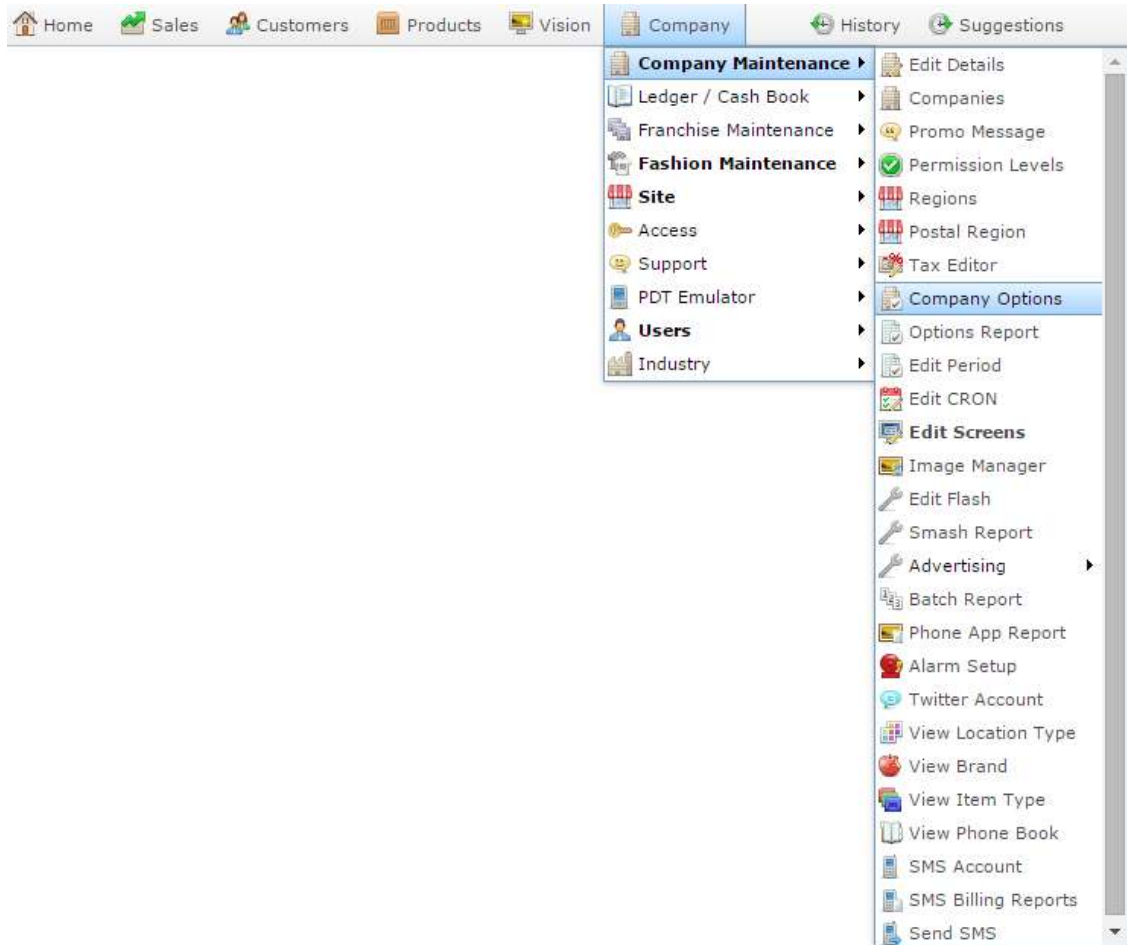 Home Sales Customers Products Vision Company History Suggestions
Company Maintenance
Ledger / Cash Book
Franchise Maintenance
Fashion Maintenance
Site
Access
Support
PDT Emulator
Users
Industry
Edit Details
Companies
Promo Message
Permission Levels
Regions
Postal Region
Tax Editor
Company Options
Options Report
Edit Period
Edit CRON
Edit Screens
Image Manager
Edit Flash
Smash Report
Advertising
Batch Report
Phone App Report
Alarm Setup
Twitter Account
View Location Type
View Brand
View Item Type
View Phone Book
SMS Account
SMS Billing Reports
Send SMS